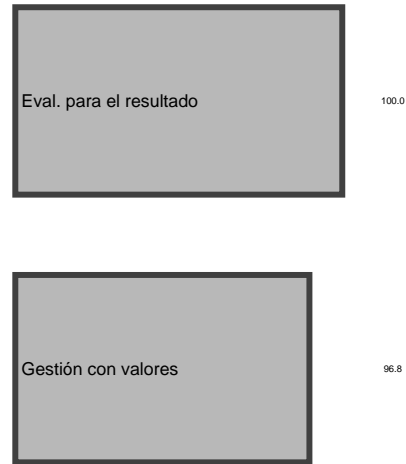 Eval. para el resultado
100.0
Gestión con valores
96.8